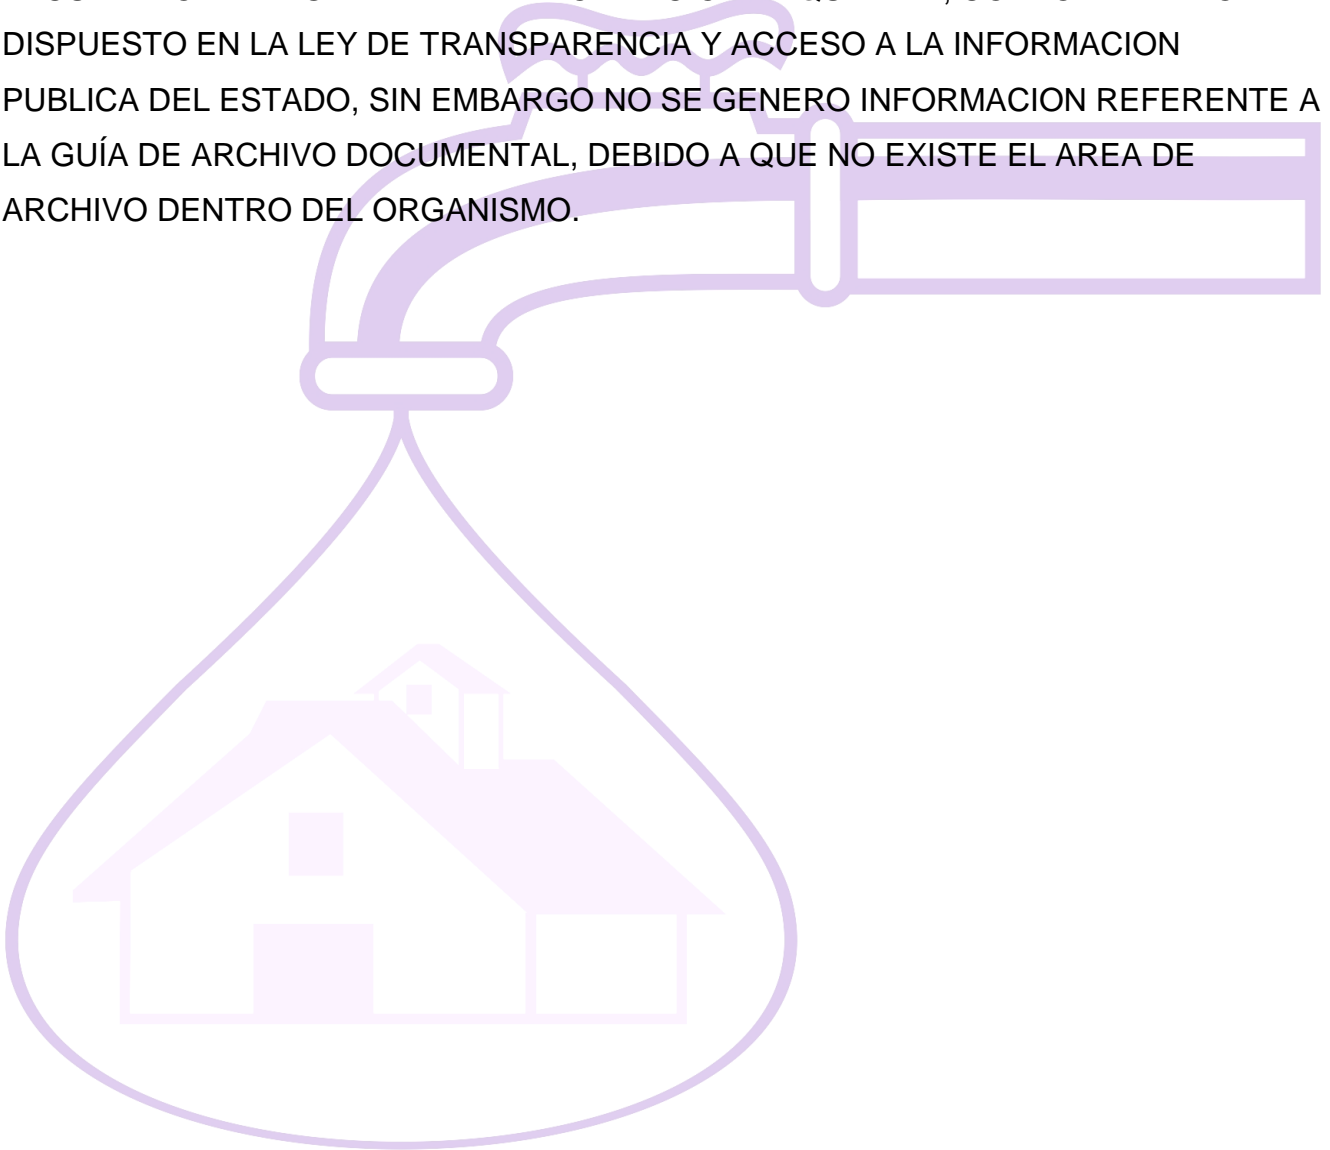 DISPUESTO EN LA LEY DE TRANSPARENCIA Y ACCESO A LA INFORMACION
PUBLICA DEL ESTADO, SIN EMBARGO NO SE GENERO INFORMACION REFERENTE A
LA GUÍA DE ARCHIVO DOCUMENTAL, DEBIDO A QUE NO EXISTE EL AREA DE
ARCHIVO DENTRO DEL ORGANISMO.